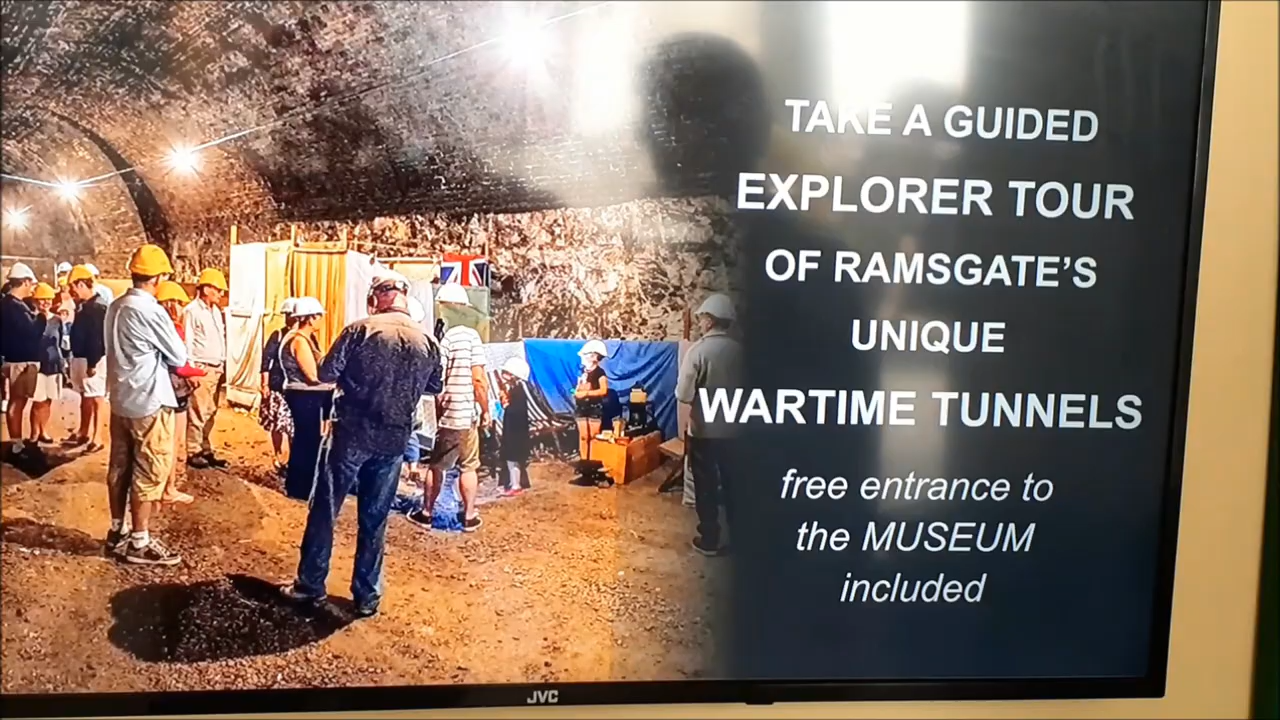 TAKE A GUIDED
EXPLORER TOUR
OF RAMSGATE'S
UNIQUE
WARTIME TUNNELS
free entrance to
the MUSEUM
included
JVC